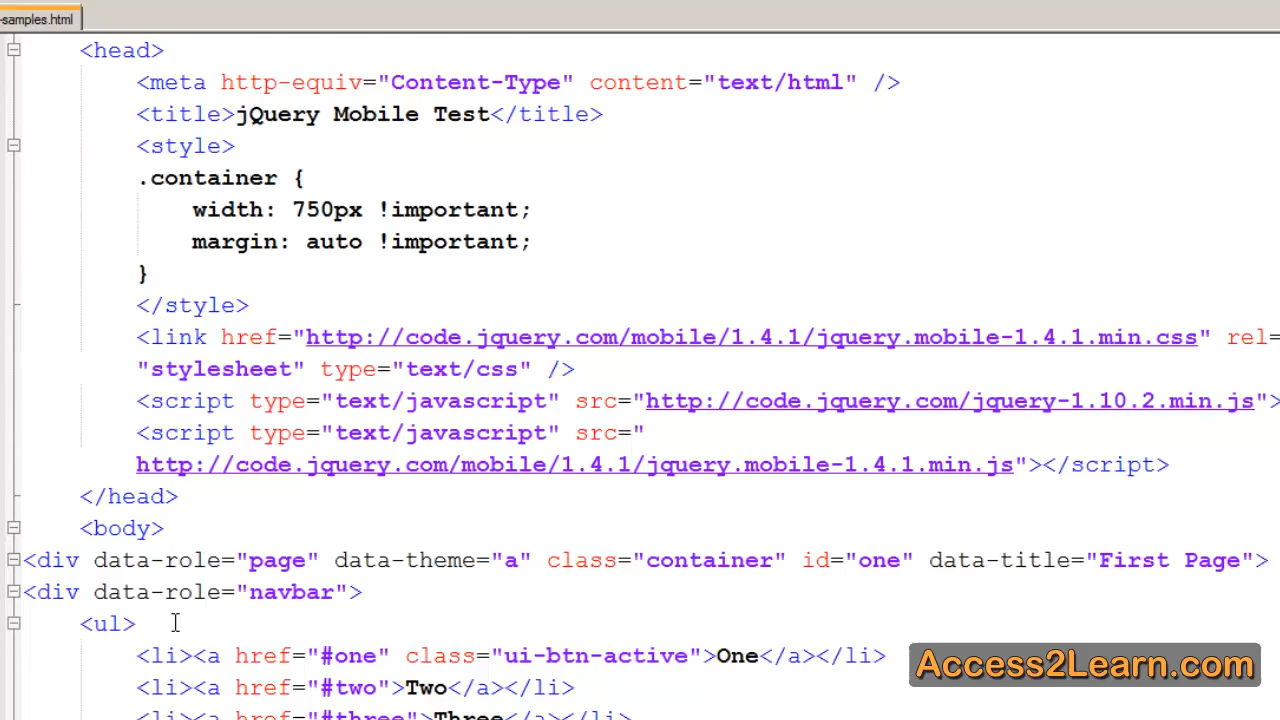 -samples.html
<head>
<meta http-equiv="Content-Type" content="text/html" />
<title>jQuery Mobile Test</title>
<style>
.container {
width: 750px !important;
margin: auto !important;
}
</style>
<link href="http://code.jquery.com/mobile/1.4.1/jquery.mobile-1.4.1.min.css" rel=
"stylesheet" type="text/css" />
<script type="text/javascript" src="http://code.jquery.com/jquery-1.10.2.min.js">
<script type="text/javascript" src="
http://code.jquery.com/mobile/1.4.1/jquery.mobile-1.4.1.min.js"></script>
</head>
<body>
<div data-role="page" data-theme="a" class="container" id="one" data-title="First Page">
<div data-role="navbar">
<ul>
<li><a href="#one" class="ui-btn-active">One</a></li>
<li><a href="#two">Two</a></li>
<li><a href="#three">Three</a></li>
Access2Learn.com